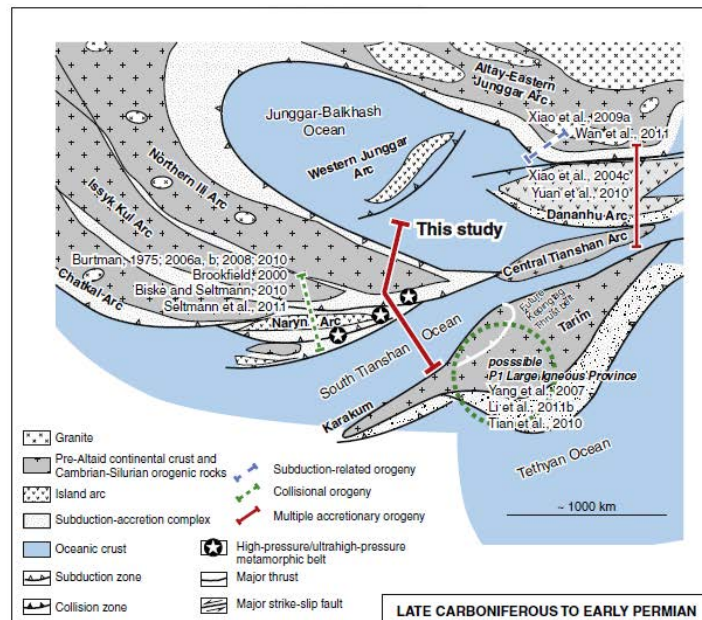 Altay-Eastern
Junggar Arc
Junggar-Balkhash
Ocean
Xiao et al., 2009a
Wan et al., 2011
Western Junggar
Arc
Northern Ili Arc
Xiao et al., 2004c
Yuan et al., 2010
Issyk Kul Arc
Dananhu Arc
This study
Central Tianshan Arc
Burtman, 1975; 2006a, b; 2008; 2010
Brookfield, 2000
Biske and Seltmann, 2010
Seltmann et al., 2011
Chatkal Arc
Naryn Arc
Future
Kepingtag
Thrust belt
Tarim
South Tianshan Ocean
posssible
P1 Large Igneous Province
Yang et al., 2007
Li et al., 2011b
Tian et al., 2010
Karakum
Tethyan Ocean
~ 1000 km
Granite
Pre-Altaid continental crust and
Cambrian-Silurian orogenic rocks
Island arc
Subduction-accretion complex
Oceanic crust
Subduction zone
Collision zone
Subduction-related orogeny
Collisional orogeny
Multiple accretionary orogeny
High-pressure/ultrahigh-pressure
metamorphic belt
Major thrust
Major strike-slip fault
LATE CARBONIFEROUS TO EARLY PERMIAN